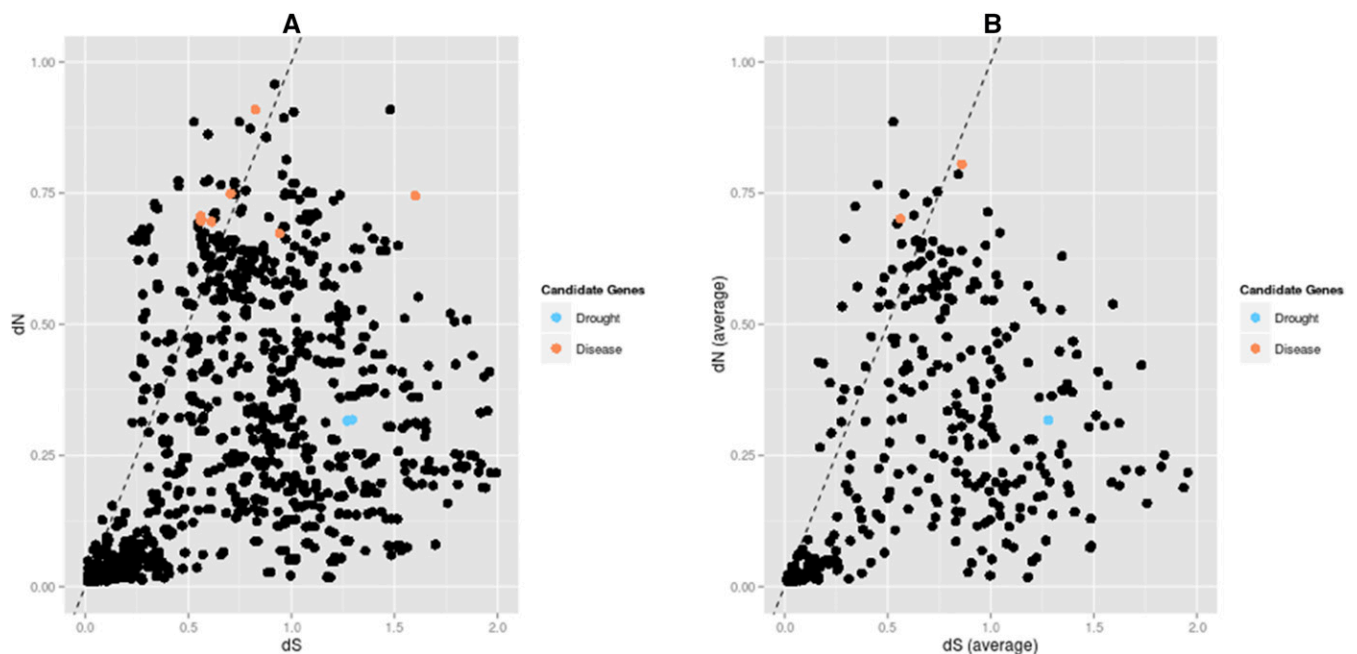 A
1.00
0.75
0.50
0.25
0.00
dN
0.0 0.5 1.0 1.5 2.0
dS
Candidate Genes
Drought
Disease
B
1.00
0.75
0.50
0.25
0.00
dN (average)
0.0 0.5 1.0 1.5 2.0
dS (average)
Candidate Genes
Drought
Disease